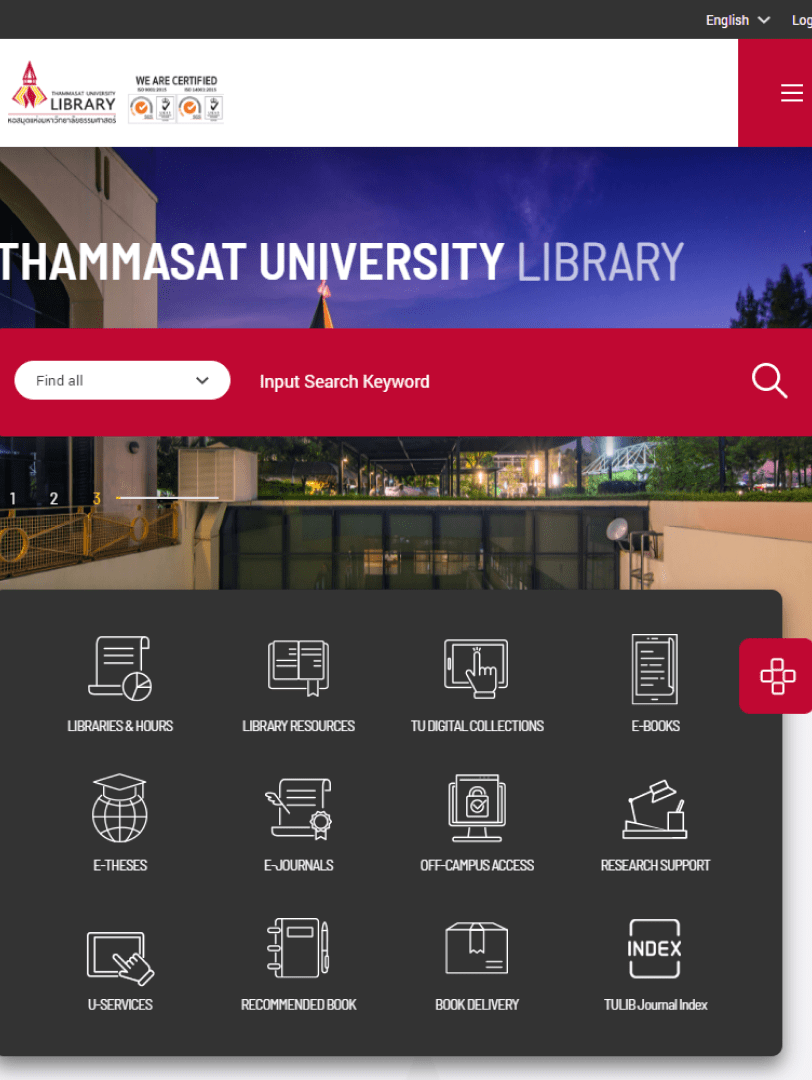 English Log
WE ARE CERTIFIED
ISO 9001:2015 ISO 14001:2015
THAMMASAT UNIVERSITY
LIBRARY
หอสมุดแห่งมหาวิทยาลัยธรรมศาสตร์
THAMMASAT UNIVERSITY LIBRARY
Find all
Input Search Keyword
1 2 3
LIBRARIES & HOURS
LIBRARY RESOURCES
TU DIGITAL COLLECTIONS
E-BOOKS
E-THESES
E-JOURNALS
OFF-CAMPUS ACCESS
RESEARCH SUPPORT
INDEX
U-SERVICES
RECOMMENDED BOOK
BOOK DELIVERY
TULIB Journal Index